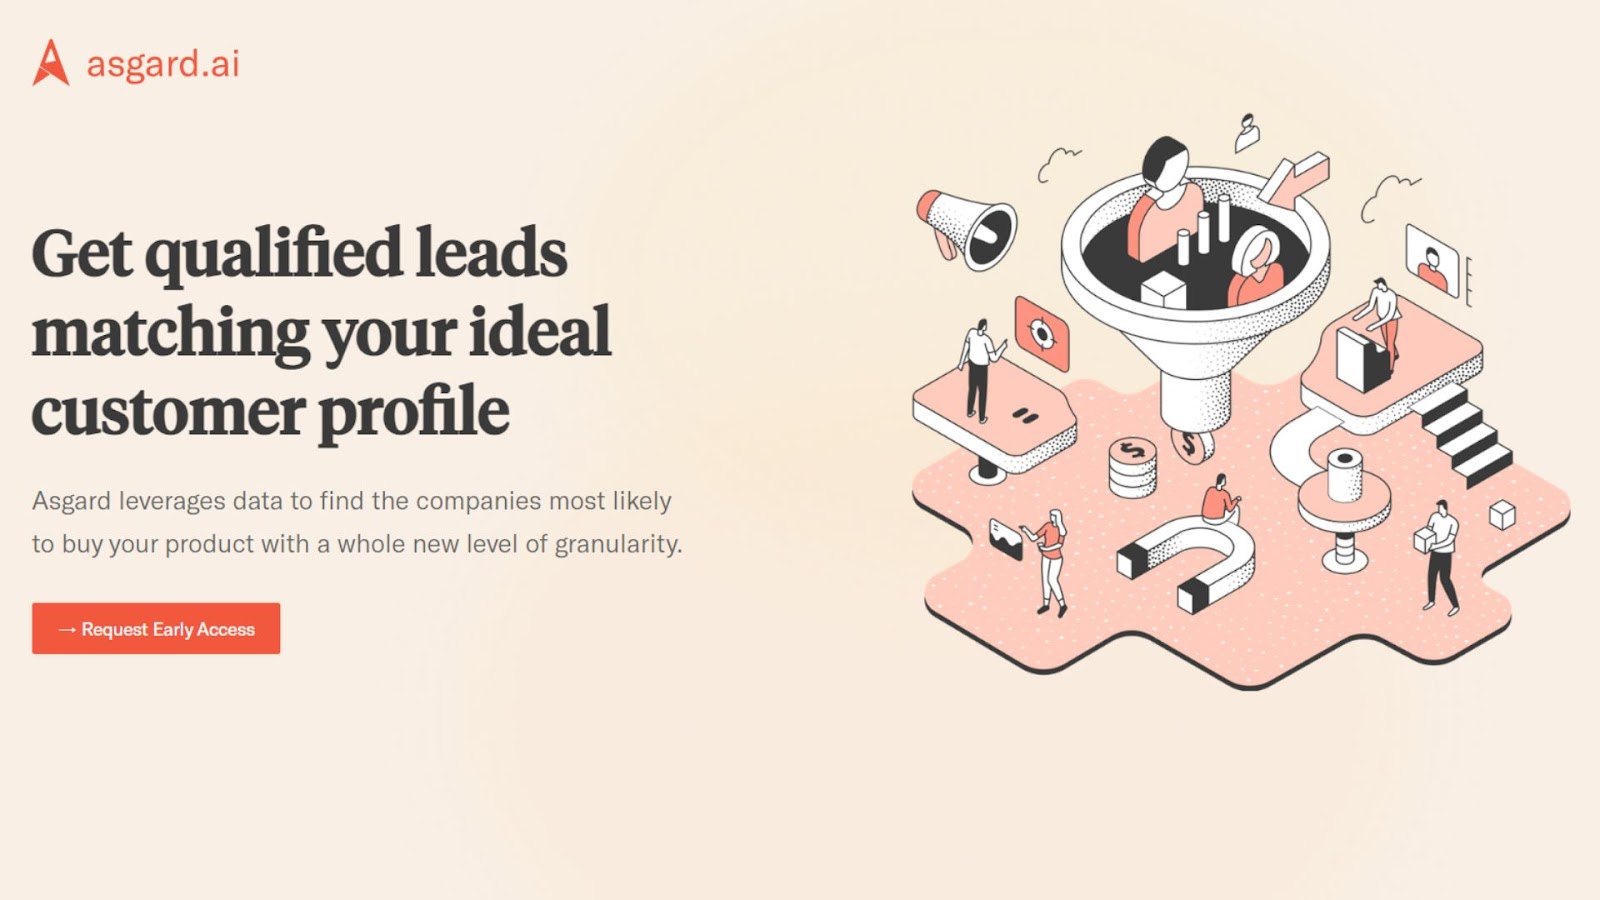 asgard.ai
Get qualified leads
matching your ideal
customer profile
Asgard leverages data to find the companies most likely
to buy your product with a whole new level of granularity.
→ Request Early Access
$
$